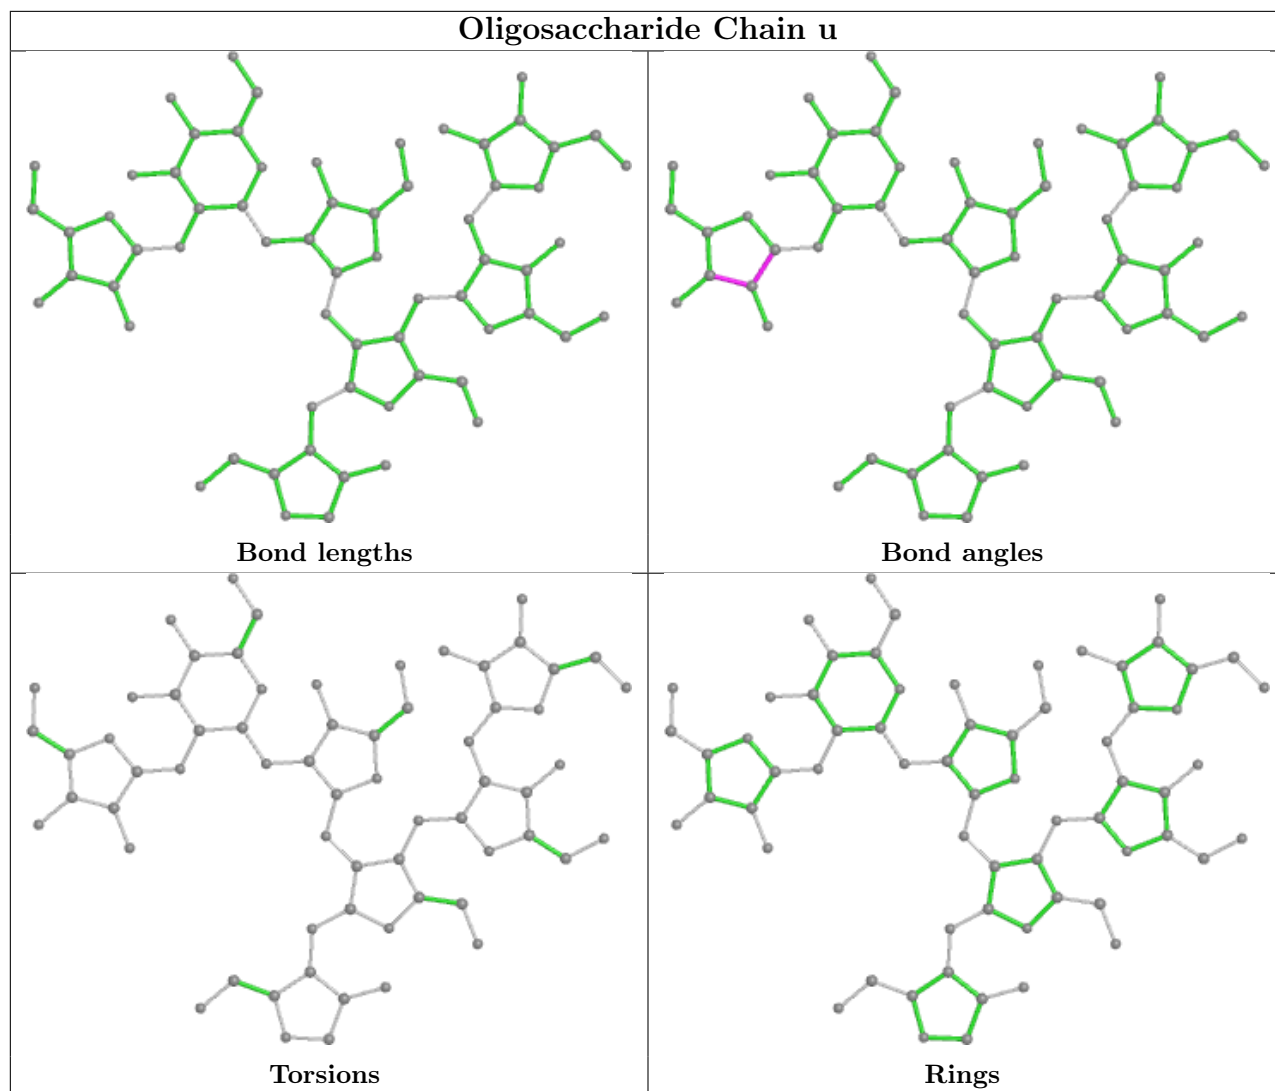 Oligosaccharide Chain u
Bond lengths
Bond angles
Torsions
Rings